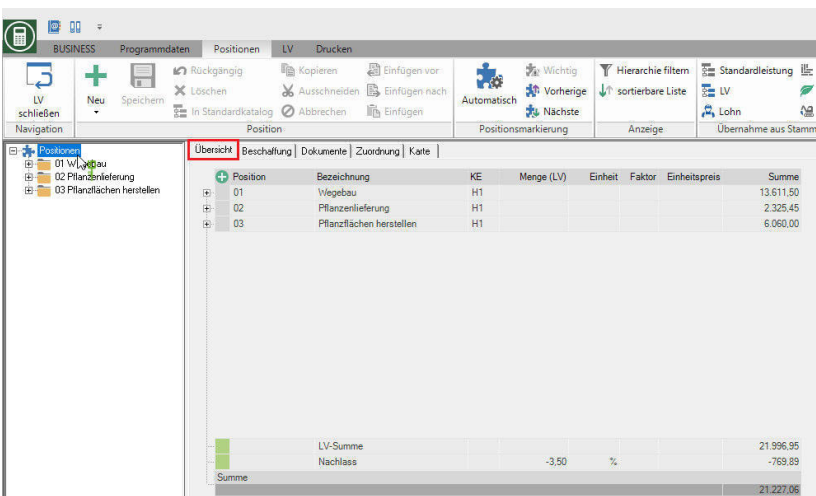 BUSINESS Programmdaten Positionen LV Drucken
Rückgängig Kopieren Einfügen vor Wichtig Hierarchie filtern Standardleistung
LV schließen Neu Speichern Löschen Ausschneiden Einfügen nach Automatisch Vorherige sortierbare Liste LV
In Standardkatalog Abbrechen Einfügen Nächste Lohn
Navigation Position Positionsmarkierung Anzeige Übernahme aus Stamm
Positionen Übersicht Beschaffung Dokumente Zuordnung Karte
01 Wegebau
02 Pflanzenlieferung
03 Pflanzflächen herstellen
Position Bezeichnung KE Menge (LV) Einheit Faktor Einheitspreis Summe
01 Wegebau H1 13.611,50
02 Pflanzenlieferung H1 2.325,45
03 Pflanzflächen herstellen H1 6.060,00
LV-Summe 21.996,95
Nachlass -3,50 % -769,89
Summe
21.227,06